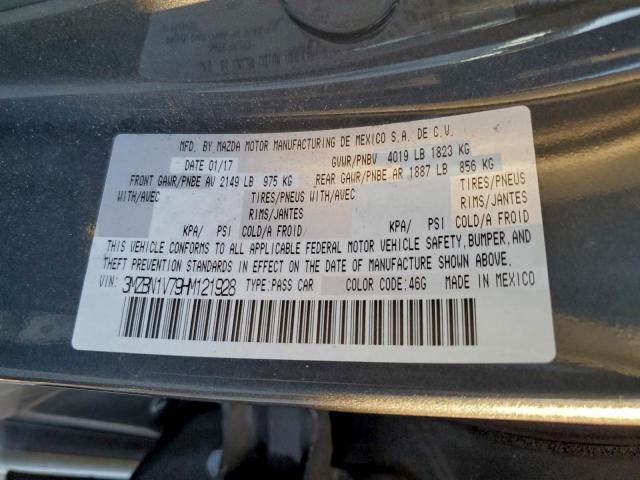 MFD. BY MAZDA MOTOR MANUFACTURING DE MEXICO S.A. DE C.V.
DATE 01/17 GVWR/PNBV 4019 LB 1823 KG
FRONT GAWR/PNBE AV 2149 LB 975 KG REAR GAWR/PNBE AR 1887 LB 856 KG
WITH/AVEC TIRES/PNEUS WITH/AVEC TIRES/PNEUS
RIMS/JANTES RIMS/JANTES
KPA/ PSI COLD/A FROID KPA/ PSI COLD/A FROID
THIS VEHICLE CONFORMS TO ALL APPLICABLE FEDERAL MOTOR VEHICLE SAFETY, BUMPER, AND
THEFT PREVENTION STANDARDS IN EFFECT ON THE DATE OF MANUFACTURE SHOWN ABOVE.
VIN: 3MZBN1V79HM121928 TYPE: PASS CAR COLOR CODE: 46G MADE IN MEXICO